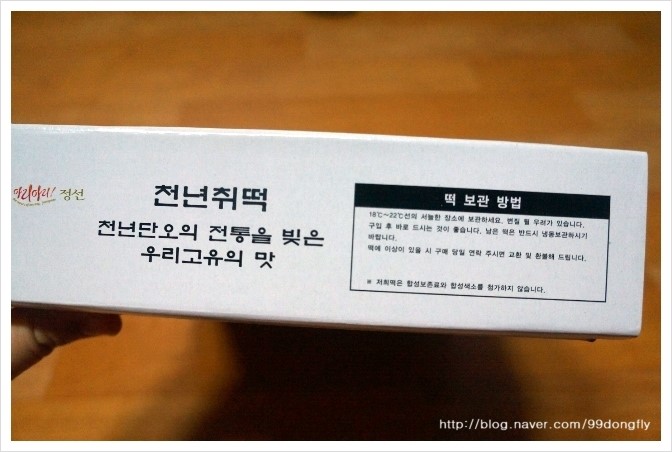 아리아리! 정선
천년취떡
천년단오의 전통을 빚은
우리고유의 맛
떡 보관 방법
18℃~22℃선의 서늘한 장소에 보관하세요. 변질 될 우려가 있습니다.
구입 후 바로 드시는 것이 좋습니다. 남은 떡은 반드시 냉동보관하시기
바랍니다.
떡에 이상이 있을 시 구매 당일 연락 주시면 교환 및 환불해 드립니다.
※ 저희떡은 합성보존료와 합성색소를 첨가하지 않습니다.
http://blog.naver.com/99dongfly